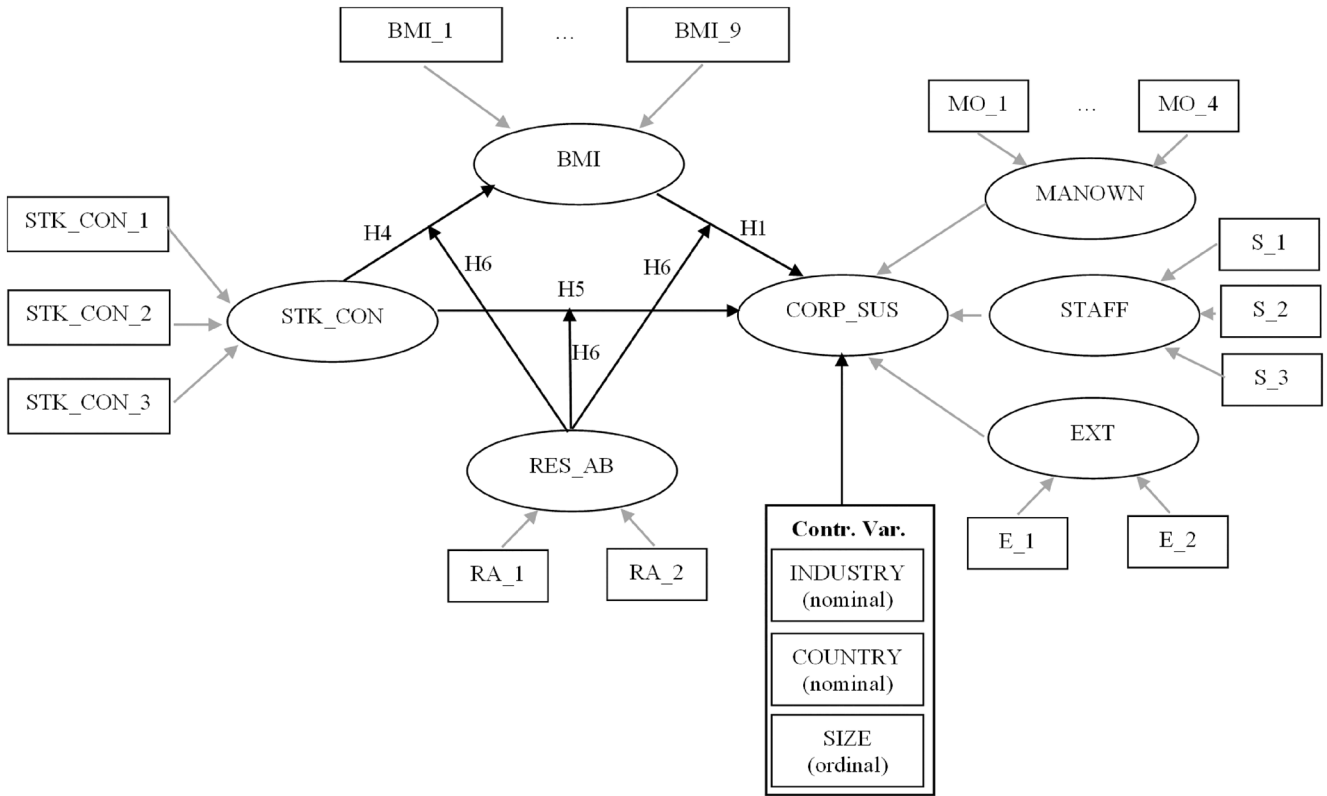 BMI_1
...
BMI_9
MO_1
...
MO_4
BMI
MANOWN
STK_CON_1
H4
H1
S_1
H6
H6
STK_CON_2
STK_CON
H5
CORP_SUS
STAFF
S_2
H6
STK_CON_3
S_3
RES_AB
EXT
RA_1
RA_2
Contr. Var.
E_1
E_2
INDUSTRY
(nominal)
COUNTRY
(nominal)
SIZE
(ordinal)